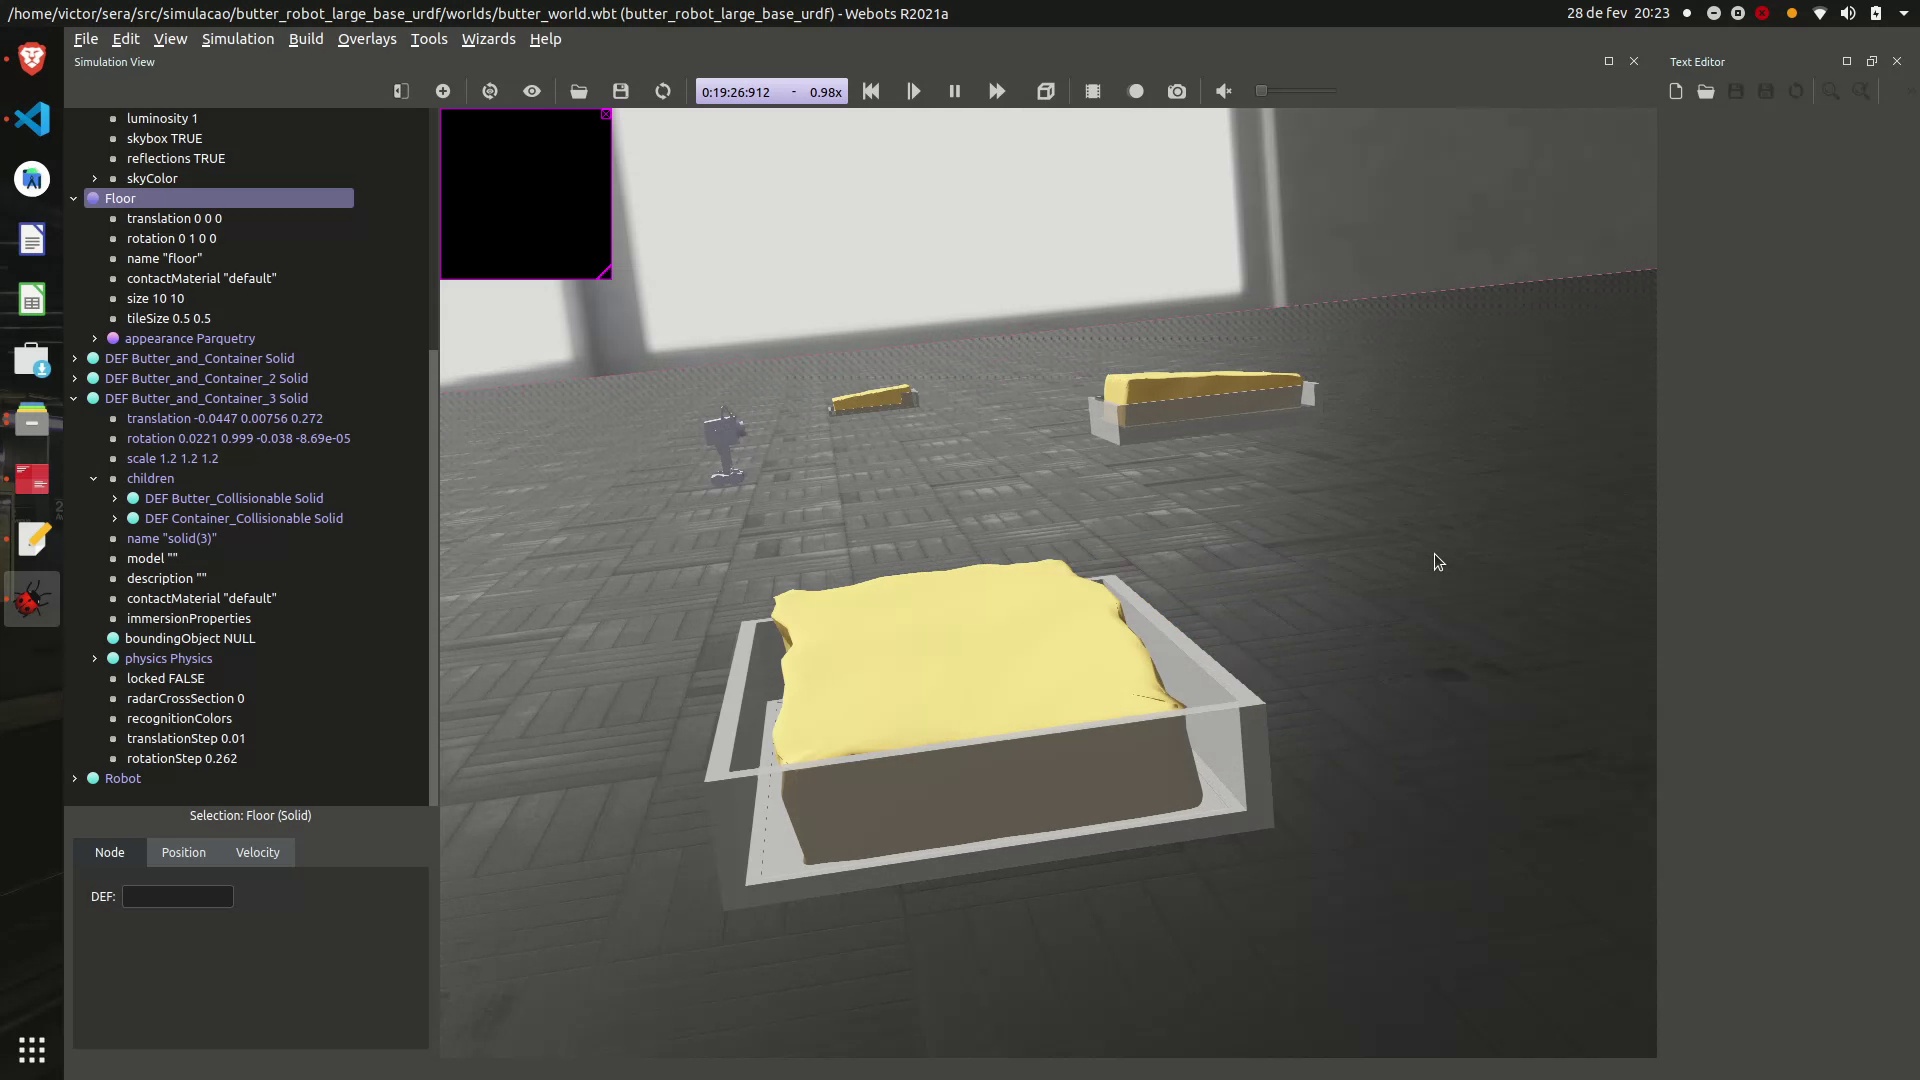 /home/victor/sera/src/simulacao/butter_robot_large_base_urdf/worlds/butter_world.wbt (butter_robot_large_base_urdf) - Webots R2021a
28 de fev 20:23
File Edit View Simulation Build Overlays Tools Wizards Help
Simulation View
Text Editor
0:19:26:912 - 0.98x
luminosity 1
skybox TRUE
reflections TRUE
skyColor
Floor
translation 0 0 0
rotation 0 1 0 0
name "floor"
contactMaterial "default"
size 10 10
tileSize 0.5 0.5
appearance Parquetry
DEF Butter_and_Container Solid
DEF Butter_and_Container_2 Solid
DEF Butter_and_Container_3 Solid
translation -0.0447 0.00756 0.272
rotation 0.0221 0.999 -0.038 -8.69e-05
scale 1.2 1.2 1.2
children
DEF Butter_Collisionable Solid
DEF Container_Collisionable Solid
name "solid(3)"
model ""
description ""
contactMaterial "default"
immersionProperties
boundingObject NULL
physics Physics
locked FALSE
radarCrossSection 0
recognitionColors
translationStep 0.01
rotationStep 0.262
Robot
Selection: Floor (Solid)
Node Position Velocity
DEF: